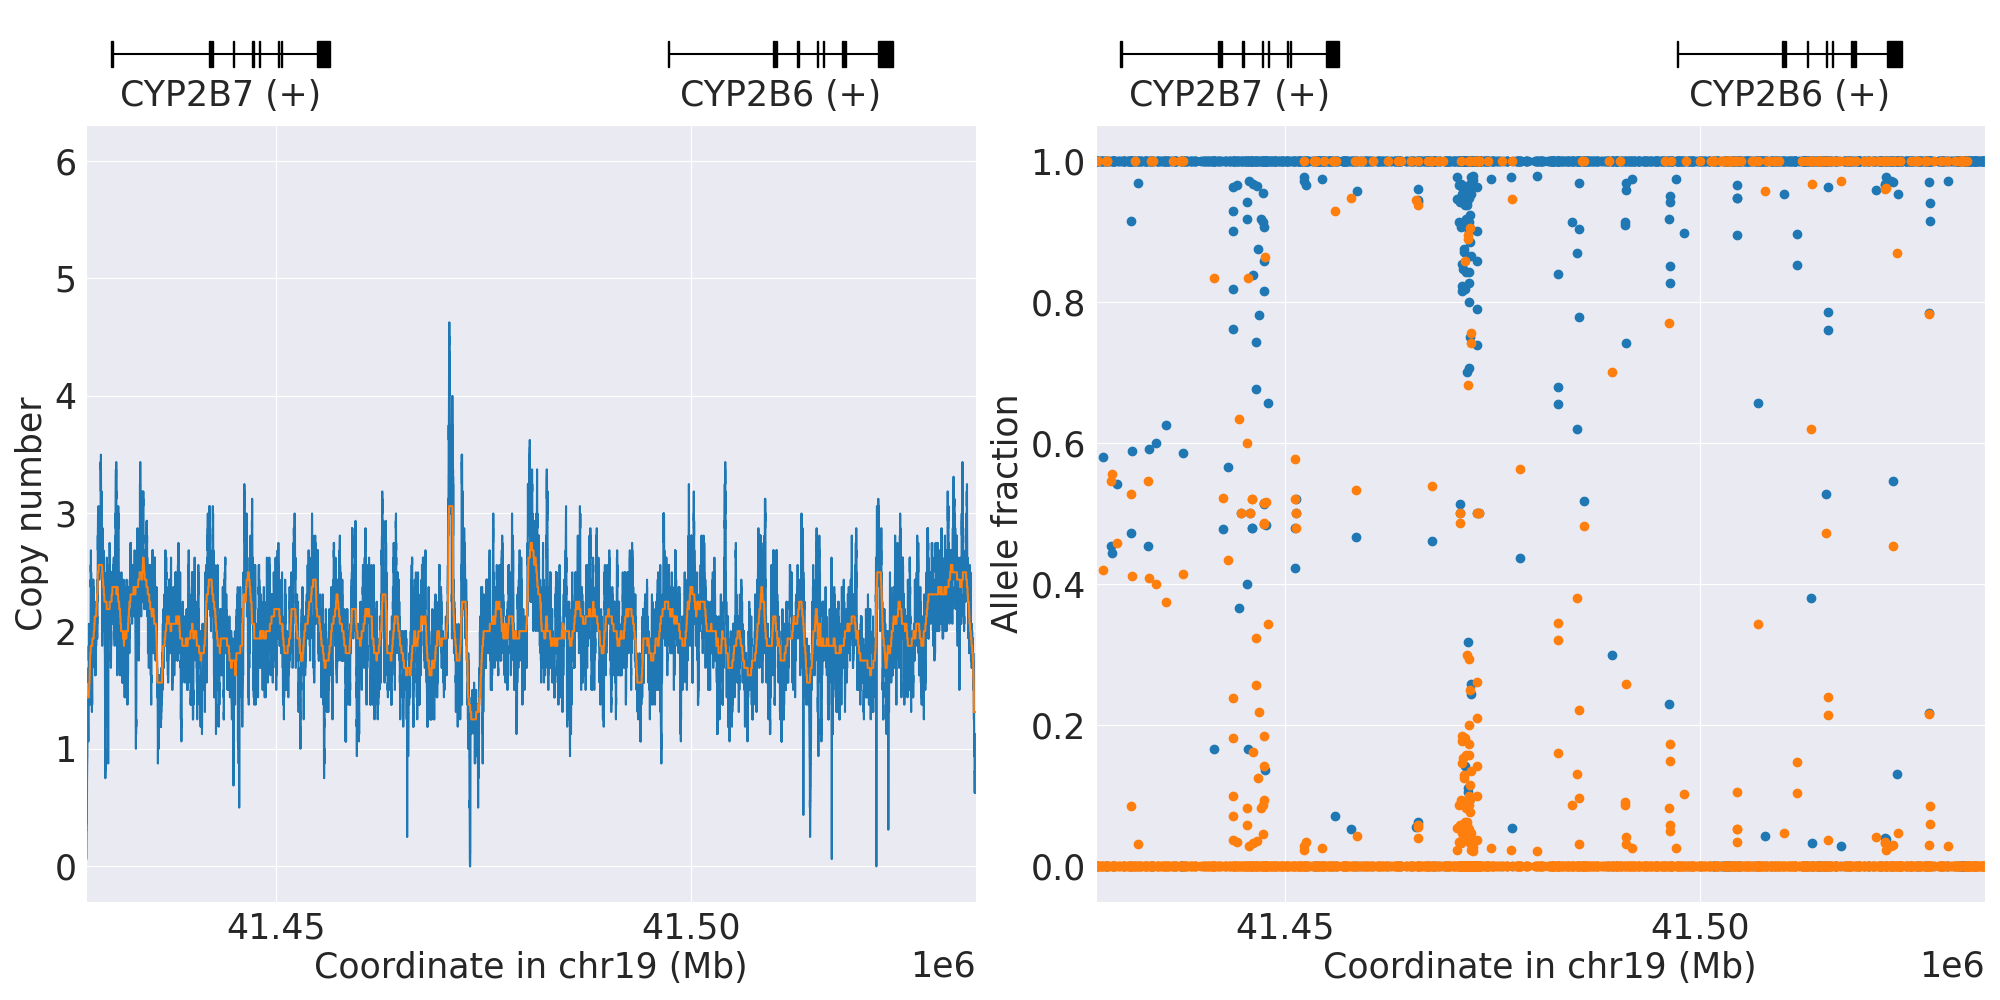 CYP2B7 (+)
CYP2B6 (+)
CYP2B7 (+)
CYP2B6 (+)
6
5
4
3
2
1
0
Copy number
41.45
41.50
Coordinate in chr19 (Mb)
1e6
1.0
0.8
0.6
0.4
0.2
0.0
Allele fraction
41.45
41.50
Coordinate in chr19 (Mb)
1e6